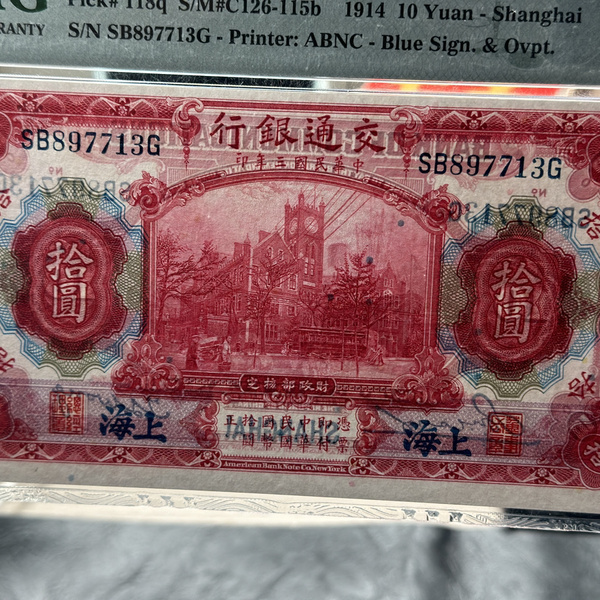 Pick# 118q S/M#C126-115b 1914 10 Yuan - Shanghai
S/N SB897713G - Printer: ABNC - Blue Sign. & Ovpt.
行銀通交
SB897713G
SB897713G
印年三國民華中
拾圓
拾圓
之核部政財
海上
海上
American Bank Note Co. New York